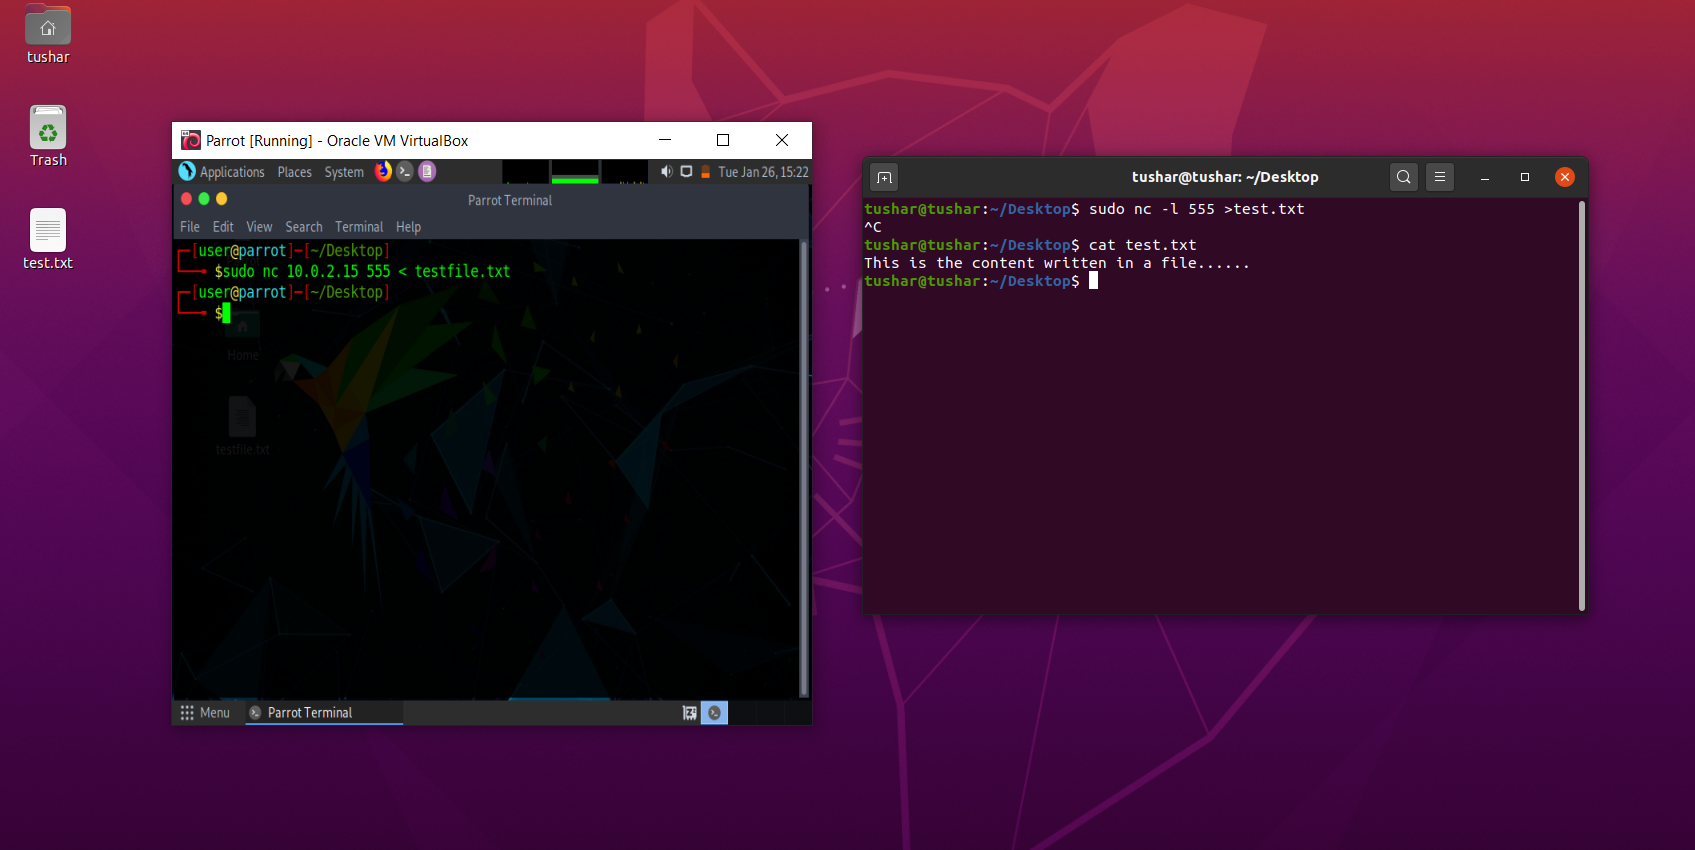 tushar
Trash
test.txt
Parrot [Running] - Oracle VM VirtualBox
Applications Places System Tue Jan 26, 15:22
Parrot Terminal
File Edit View Search Terminal Help
[user@parrot]-[~/Desktop]
$sudo nc 10.0.2.15 555 < testfile.txt
[user@parrot]-[~/Desktop]
$
Home
testfile.txt
Menu Parrot Terminal
tushar@tushar: ~/Desktop
tushar@tushar:~/Desktop$ sudo nc -l 555 >test.txt
^C
tushar@tushar:~/Desktop$ cat test.txt
This is the content written in a file......
tushar@tushar:~/Desktop$